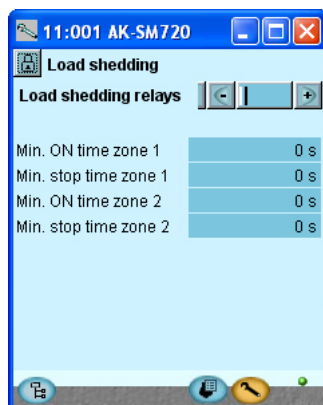 11:001 AK-SM720
Load shedding
Load shedding relays
Min. ON time zone 1 0 s
Min. stop time zone 1 0 s
Min. ON time zone 2 0 s
Min. stop time zone 2 0 s